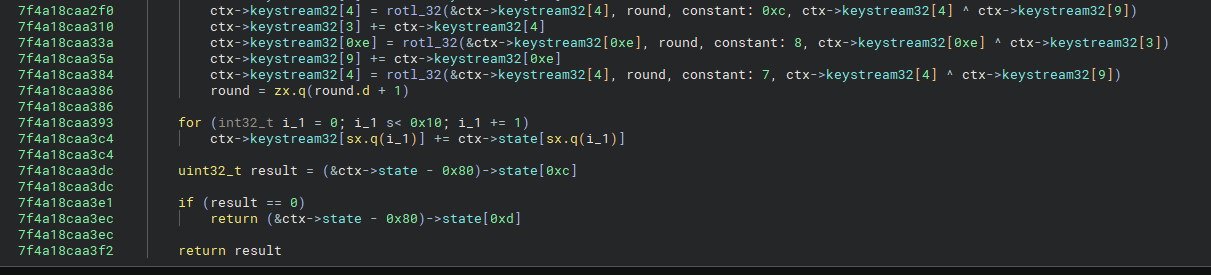 7f4a18caa2f0 ctx->keystream32[4] = rotl_32(&ctx->keystream32[4], round, constant: 0xc, ctx->keystream32[4] ^ ctx->keystream32[9])
7f4a18caa310 ctx->keystream32[3] += ctx->keystream32[4]
7f4a18caa33a ctx->keystream32[0xe] = rotl_32(&ctx->keystream32[0xe], round, constant: 8, ctx->keystream32[0xe] ^ ctx->keystream32[3])
7f4a18caa35a ctx->keystream32[9] += ctx->keystream32[0xe]
7f4a18caa384 ctx->keystream32[4] = rotl_32(&ctx->keystream32[4], round, constant: 7, ctx->keystream32[4] ^ ctx->keystream32[9])
7f4a18caa386 round = zx.q(round.d + 1)
7f4a18caa386
7f4a18caa393 for (int32_t i_1 = 0; i_1 s< 0x10; i_1 += 1)
7f4a18caa3c4 ctx->keystream32[sx.q(i_1)] += ctx->state[sx.q(i_1)]
7f4a18caa3c4
7f4a18caa3dc uint32_t result = (&ctx->state - 0x80)->state[0xc]
7f4a18caa3dc
7f4a18caa3e1 if (result == 0)
7f4a18caa3ec return (&ctx->state - 0x80)->state[0xd]
7f4a18caa3ec
7f4a18caa3f2 return result